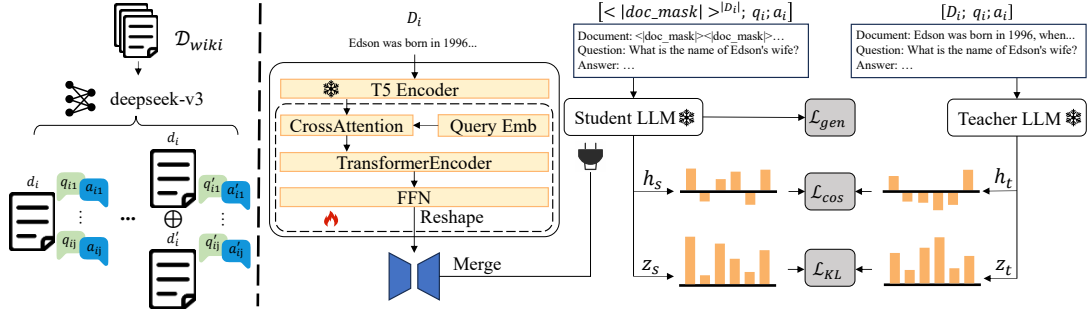 𝒟_wiki
deepseek-v3
d_i
q_i1 a_i1
⋮
q_ij a_ij
...
d_i
q'_i1 a'_i1
⊕
⋮
d'_i
q'_ij a'_ij
D_i
Edson was born in 1996...
T5 Encoder
CrossAttention
Query Emb
TransformerEncoder
FFN
Reshape
Merge
[< |doc_mask| >^|D_i|; q_i; a_i]
Document: <|doc_mask|><|doc_mask|>…
Question: What is the name of Edson's wife?
Answer: …
Student LLM
h_s
z_s
ℒ_gen
ℒ_cos
ℒ_KL
[D_i; q_i; a_i]
Document: Edson was born in 1996, when...
Question: What is the name of Edson's wife?
Answer: …
Teacher LLM
h_t
z_t